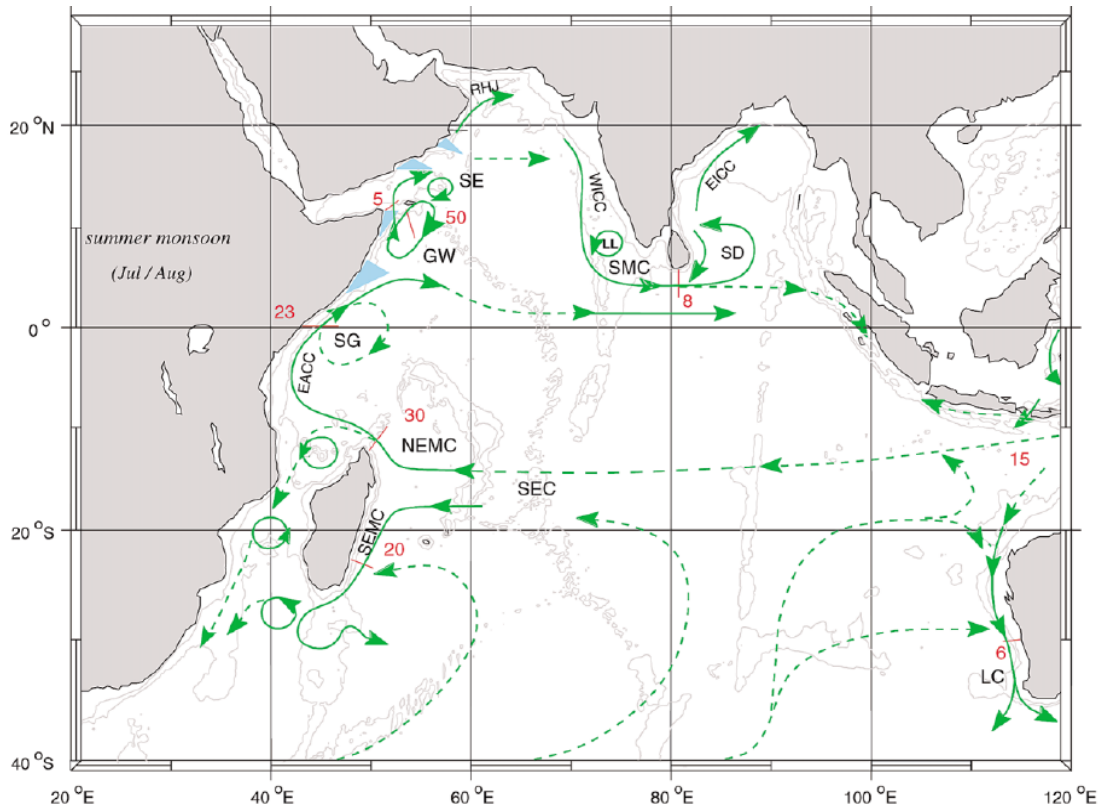 RHJ
20 °N
SE
WICC
EICC
5
50
summer monsoon
(Jul / Aug)
GW
LL
SMC
SD
8
23
0°
SG
EACC
30
NEMC
SEC
15
20 °S
SEMC
20
6
LC
40 °S
20 °E
40 °E
60 °E
80 °E
100 °E
120 °E